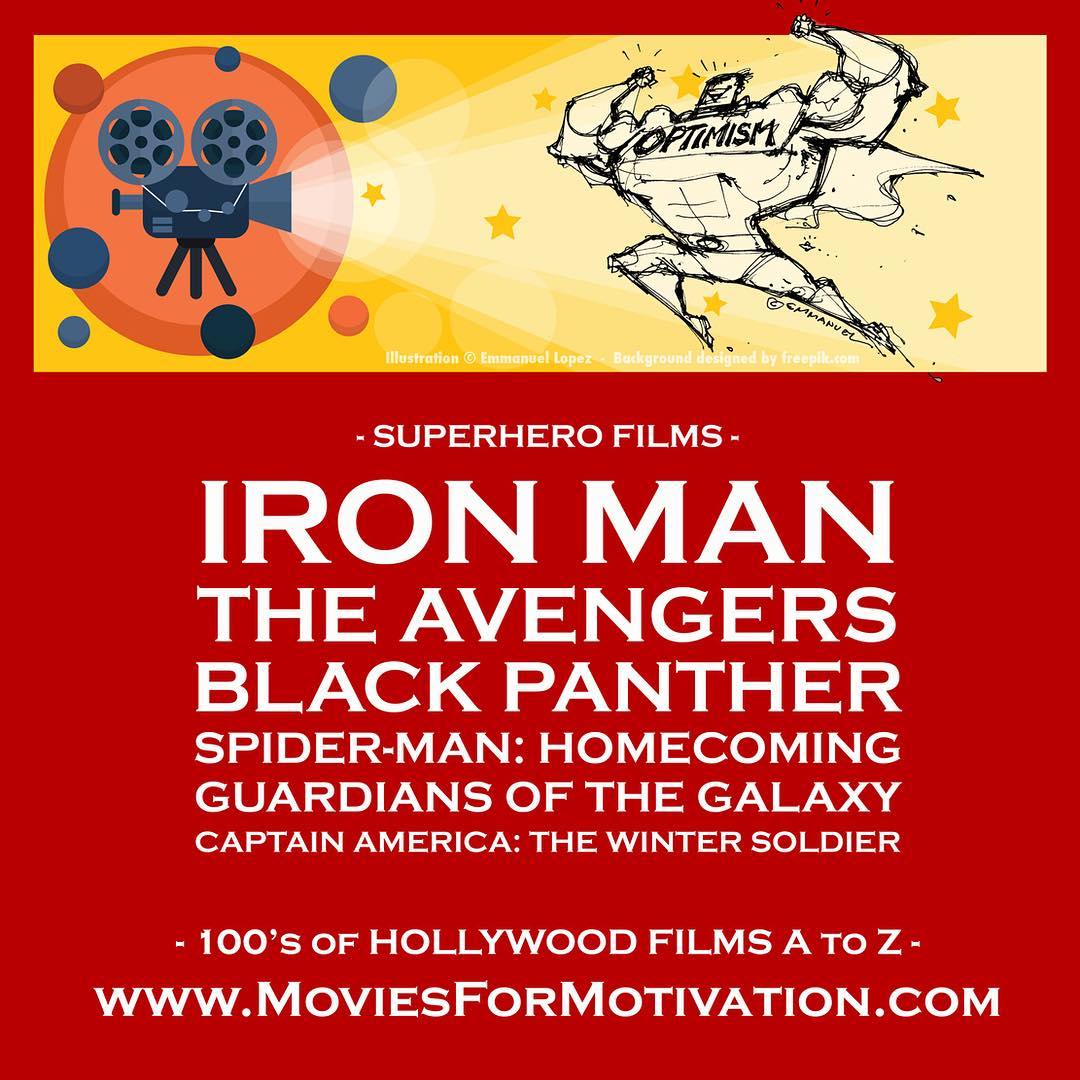 OPTIMISM
© EMMANUEL
Illustration © Emmanuel Lopez - Background designed by freepik.com
- SUPERHERO FILMS -
IRON MAN
THE AVENGERS
BLACK PANTHER
SPIDER-MAN: HOMECOMING
GUARDIANS OF THE GALAXY
CAPTAIN AMERICA: THE WINTER SOLDIER
- 100'S OF HOLLYWOOD FILMS A TO Z -
WWW.MOVIESFORMOTIVATION.COM